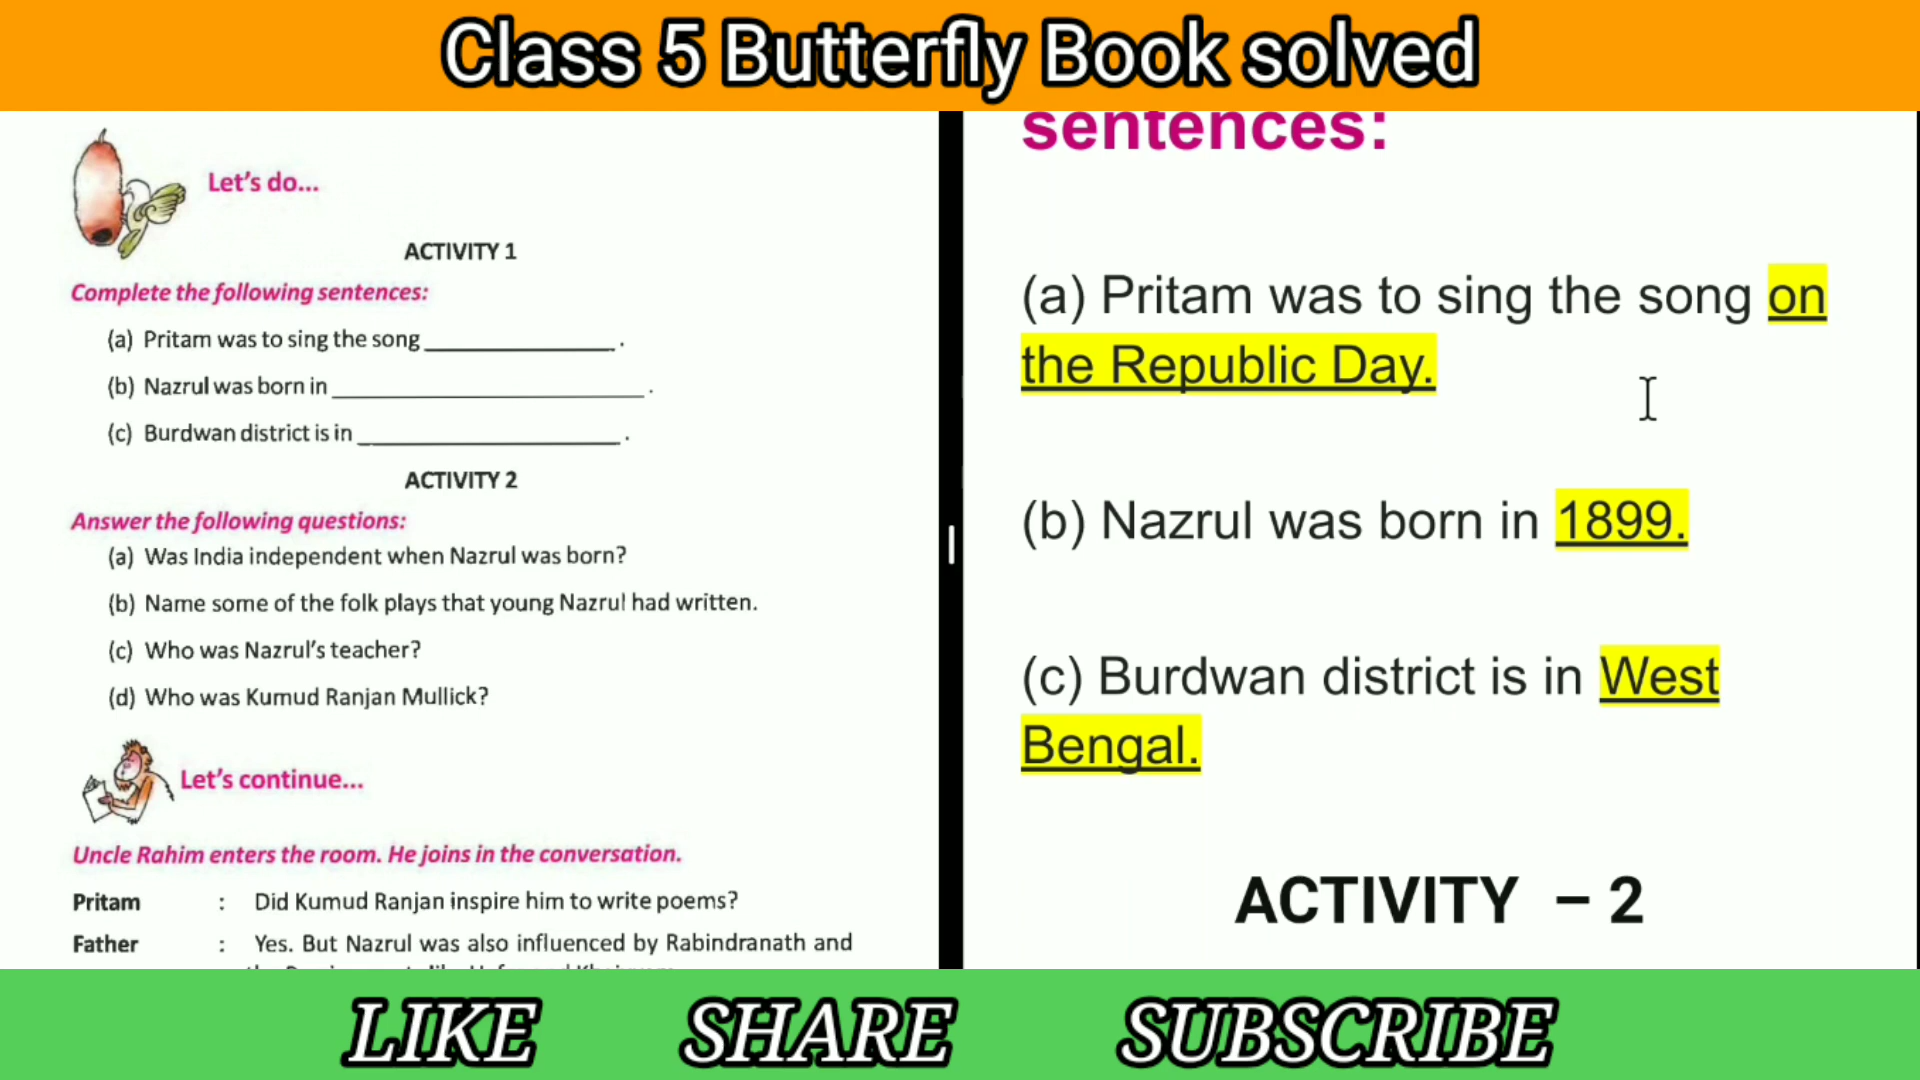 Class 5 Butterfly Book solved
Let's do...
ACTIVITY 1
Complete the following sentences:
(a) Pritam was to sing the song ____________ .
(b) Nazrul was born in ____________________ .
(c) Burdwan district is in _________________ .
ACTIVITY 2
Answer the following questions:
(a) Was India independent when Nazrul was born?
(b) Name some of the folk plays that young Nazrul had written.
(c) Who was Nazrul's teacher?
(d) Who was Kumud Ranjan Mullick?
Let's continue...
Uncle Rahim enters the room. He joins in the conversation.
Pritam : Did Kumud Ranjan inspire him to write poems?
Father : Yes. But Nazrul was also influenced by Rabindranath and
sentences:
(a) Pritam was to sing the song on
the Republic Day.
(b) Nazrul was born in 1899.
(c) Burdwan district is in West
Bengal.
ACTIVITY – 2
LIKE SHARE SUBSCRIBE